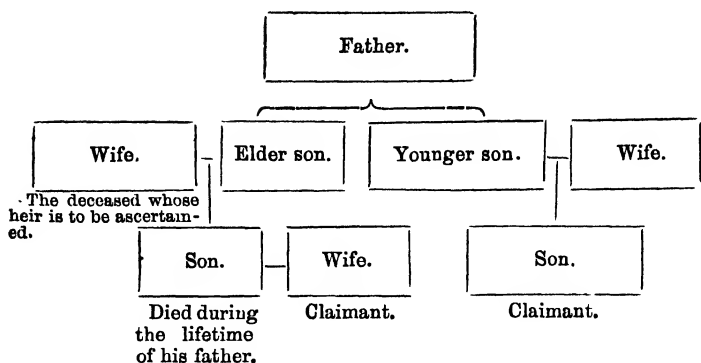 Father.
Wife. Elder son. Younger son. Wife.
The deceased whose
heir is to be ascertain-
ed.
Son. Wife. Son.
Died during Claimant. Claimant.
the lifetime
of his father.